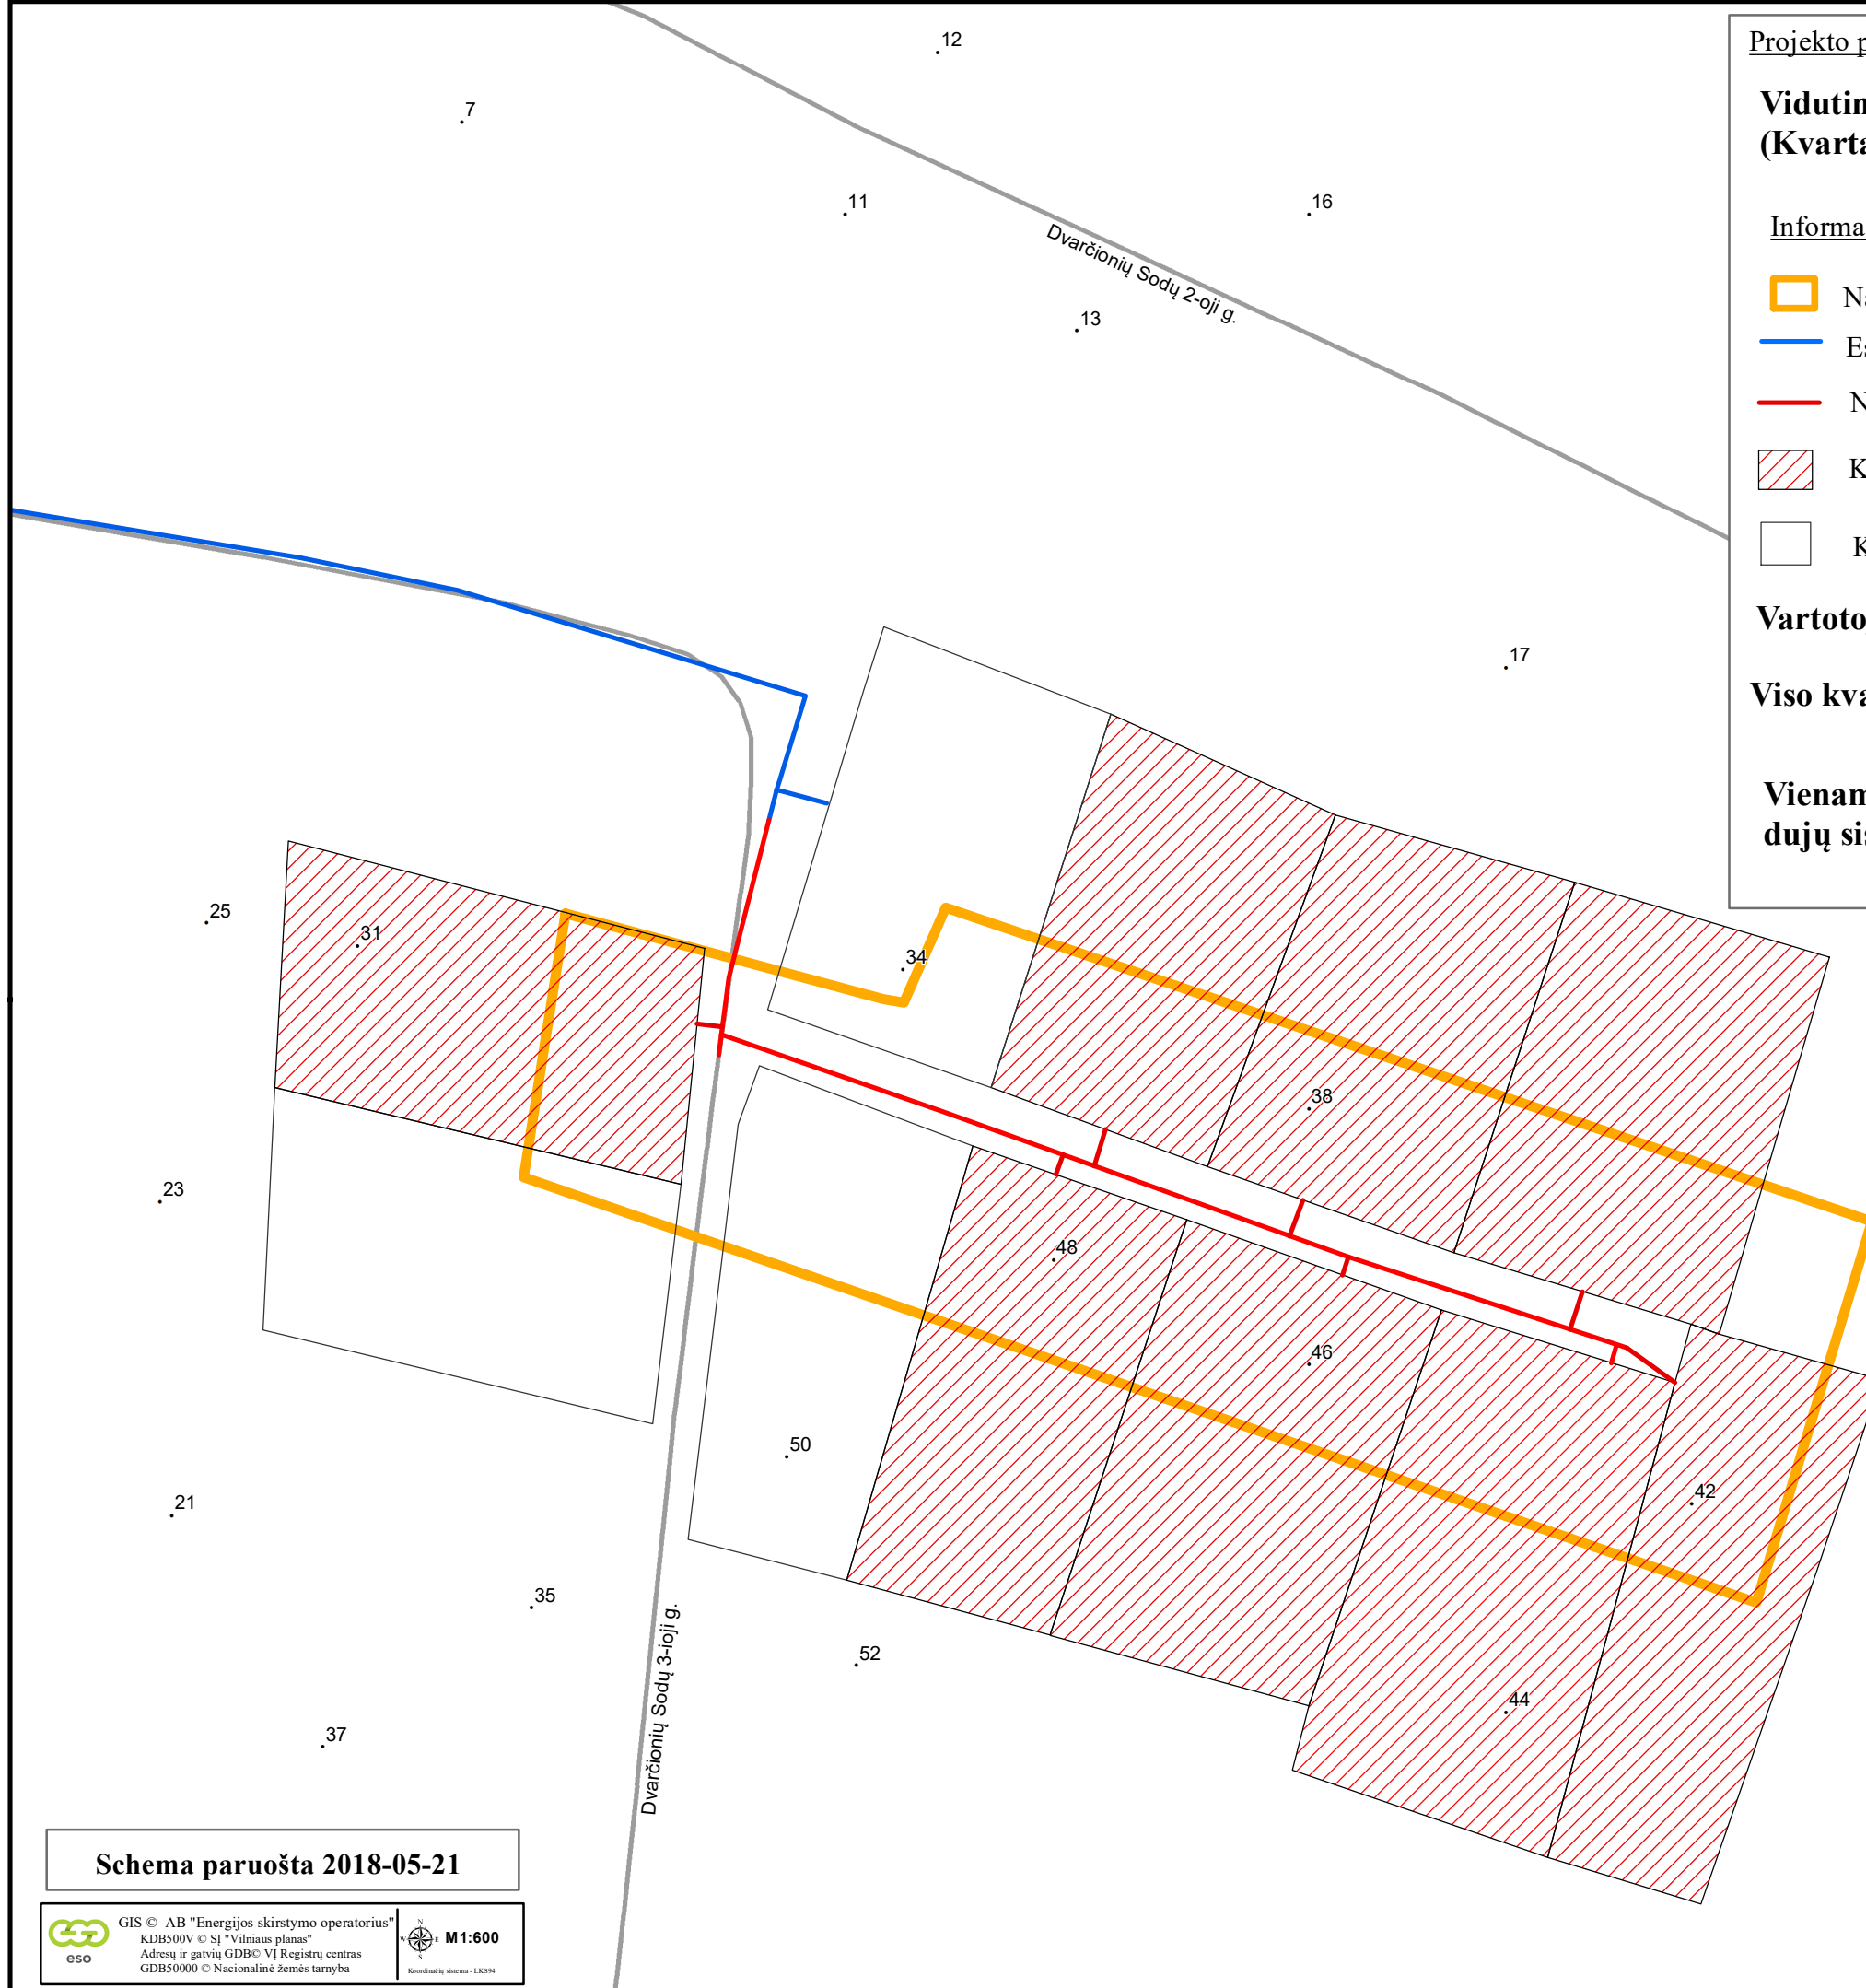 12
7
11
16
Dvarčionių Sodų 2-oji g.
13
17
25
31
34
38
23
48
46
50
42
21
35
52
44
37
Dvarčionių Sodų 3-ioji g.
Projekto p
Vidutin
(Kvarta
Informa
Na
Es
N
K
K
Vartoto
Viso kva
Vienam
dujų sis
Schema paruošta 2018-05-21
GIS © AB "Energijos skirstymo operatorius"
KDB500V © SĮ "Vilniaus planas"
Adresų ir gatvių GDB© VĮ Registrų centras
GDB50000 © Nacionalinė žemės tarnyba
eso
N
W E
S
M1:600
Koordinačių sistema - LKS94